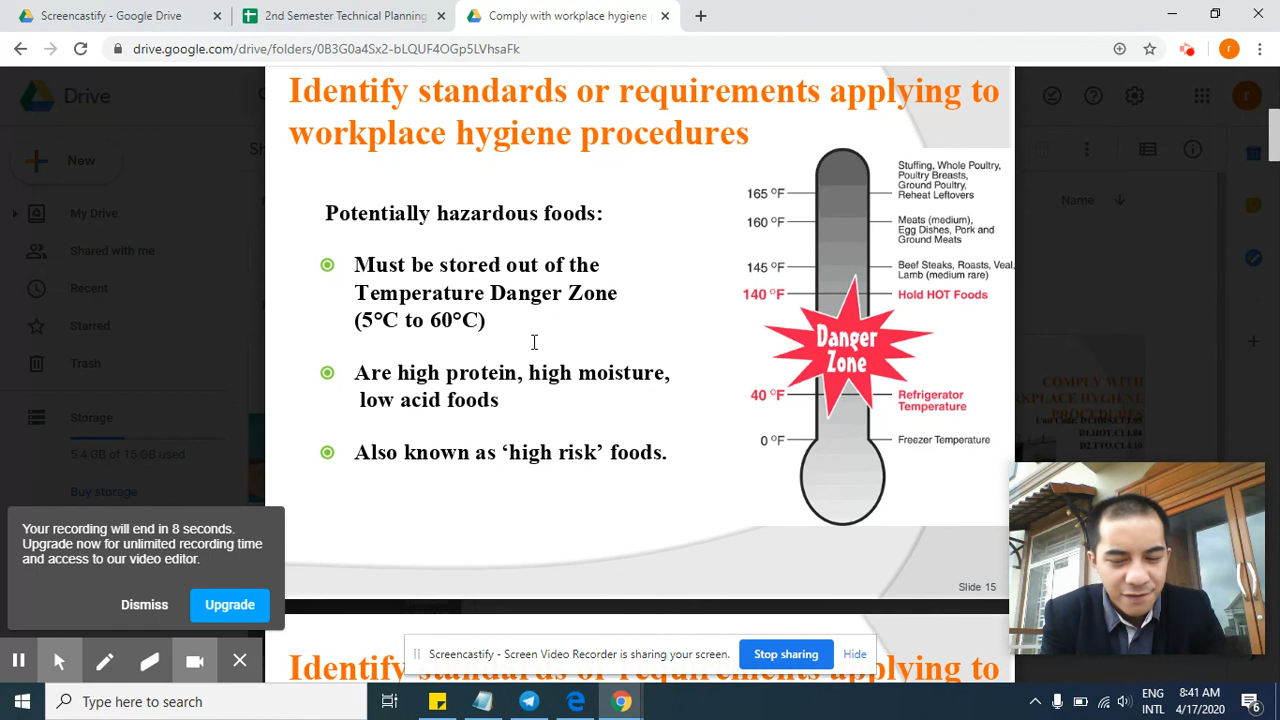 Screencastify - Google Drive
2nd Semester Technical Planning
Comply with workplace hygiene
drive.google.com/drive/folders/0B3G0a4Sx2-bLQUF4OGp5LVhsaFk
r
Drive
r
New
My Drive
Shared with me
Recent
Starred
Trash
Storage
5.4 GB of 15 GB used
Buy storage
Name
Identify standards or requirements applying to
workplace hygiene procedures
Potentially hazardous foods:
Must be stored out of the
Temperature Danger Zone
(5°C to 60°C)
Are high protein, high moisture,
low acid foods
Also known as ‘high risk’ foods.
165 °F
Stuffing, Whole Poultry,
Poultry Breasts,
Ground Poultry,
Reheat Leftovers
160 °F
Meats (medium),
Egg Dishes, Pork and
Ground Meats
145 °F
Beef Steaks, Roasts, Veal,
Lamb (medium rare)
140 °F
Hold HOT Foods
Danger
Zone
40 °F
Refrigerator
Temperature
0 °F
Freezer Temperature
Slide 15
COMPLY WITH
WORKPLACE HYGIENE
PROCEDURES
Your recording will end in 8 seconds.
Upgrade now for unlimited recording time
and access to our video editor.
Dismiss
Upgrade
Screencastify - Screen Video Recorder is sharing your screen.
Stop sharing
Hide
Identify standards or requirements applying to
Type here to search
ENG
INTL
8:41 AM
4/17/2020
6